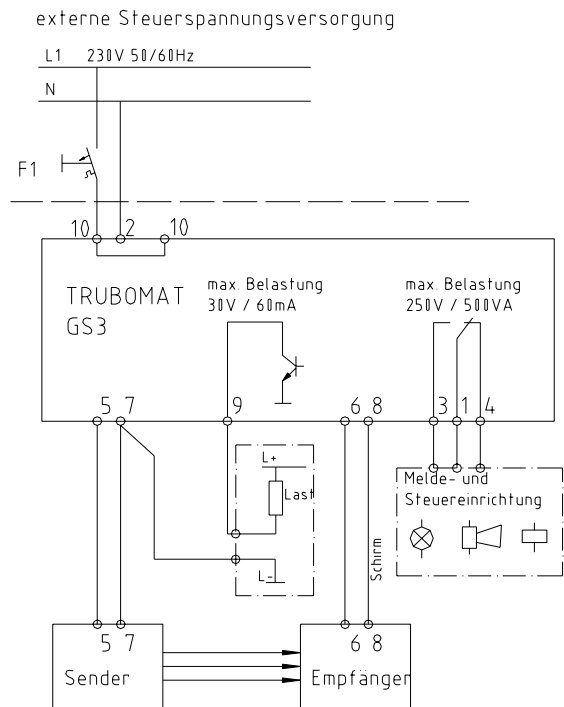 externe Steuerspannungsversorgung
L1 230V 50/60Hz
N
F1
10 2 10
TRUBOMAT
GS3
max. Belastung
30V / 60mA
max. Belastung
250V / 500VA
5 7 9 6 8 3 1 4
L+
Last
L-
Schirm
Melde- und
Steuereinrichtung
5 7
Sender
6 8
Empfänger